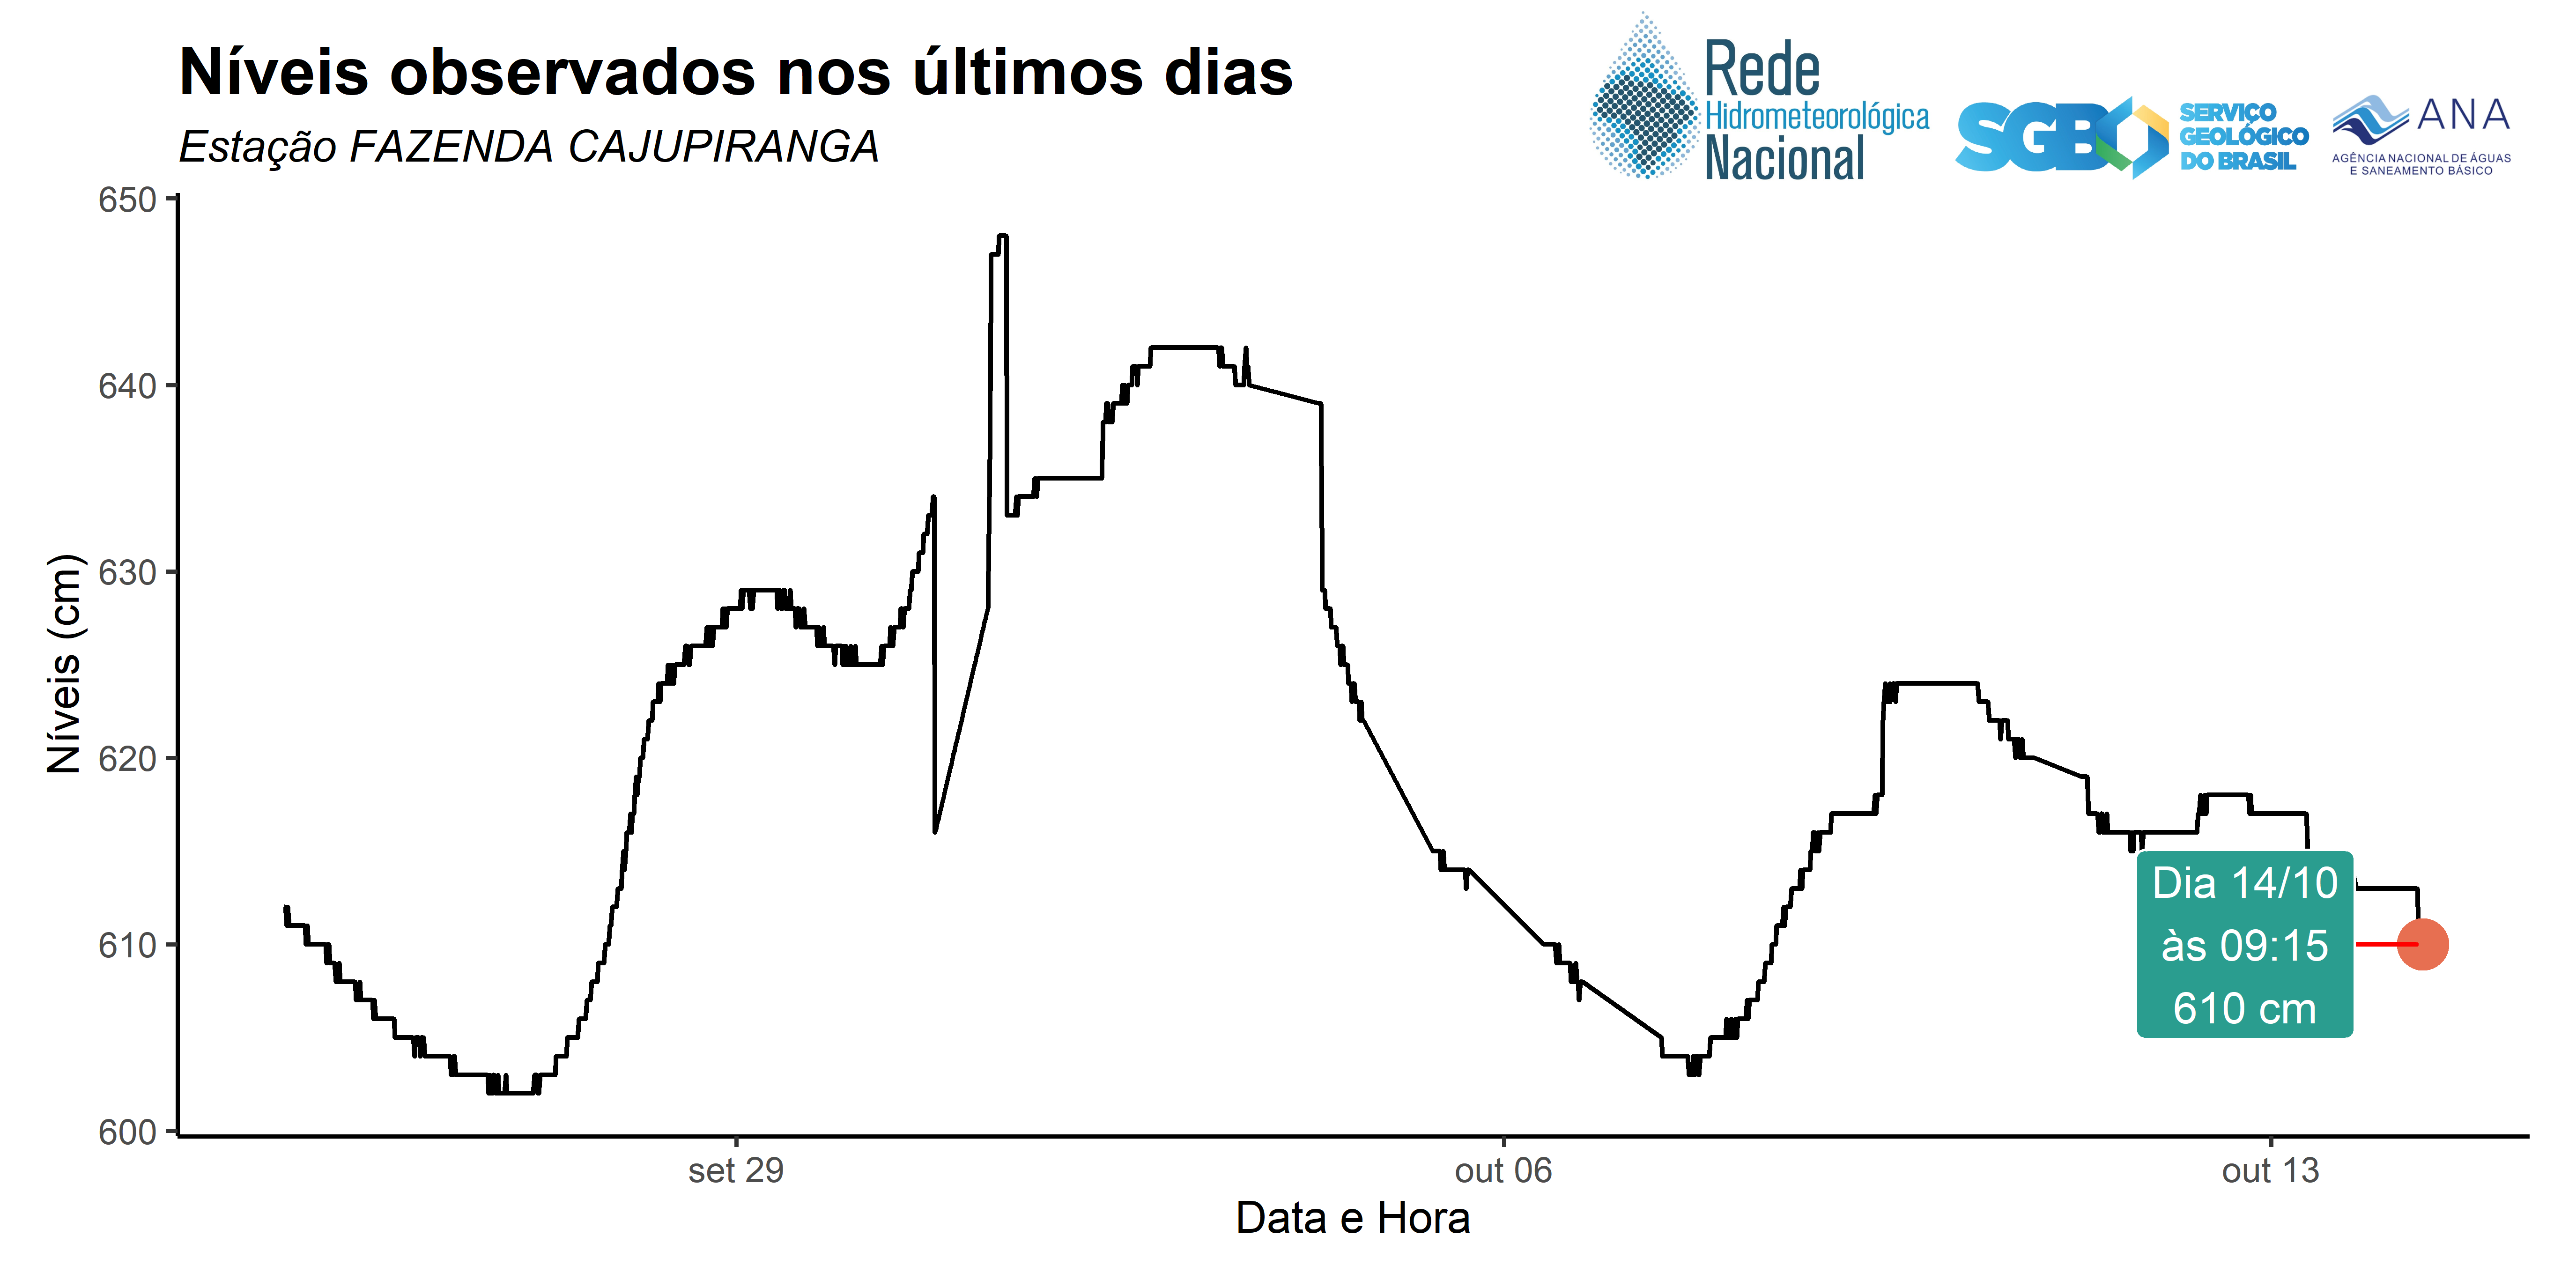 Níveis observados nos últimos dias
Estação FAZENDA CAJUPIRANGA
Rede
Hidrometeorológica
Nacional
SGB
SERVIÇO
GEOLÓGICO
DO BRASIL
ANA
AGÊNCIA NACIONAL DE ÁGUAS
E SANEAMENTO BÁSICO
Níveis (cm)
650
640
630
620
610
600
Dia 14/10
às 09:15
610 cm
set 29
out 06
out 13
Data e Hora